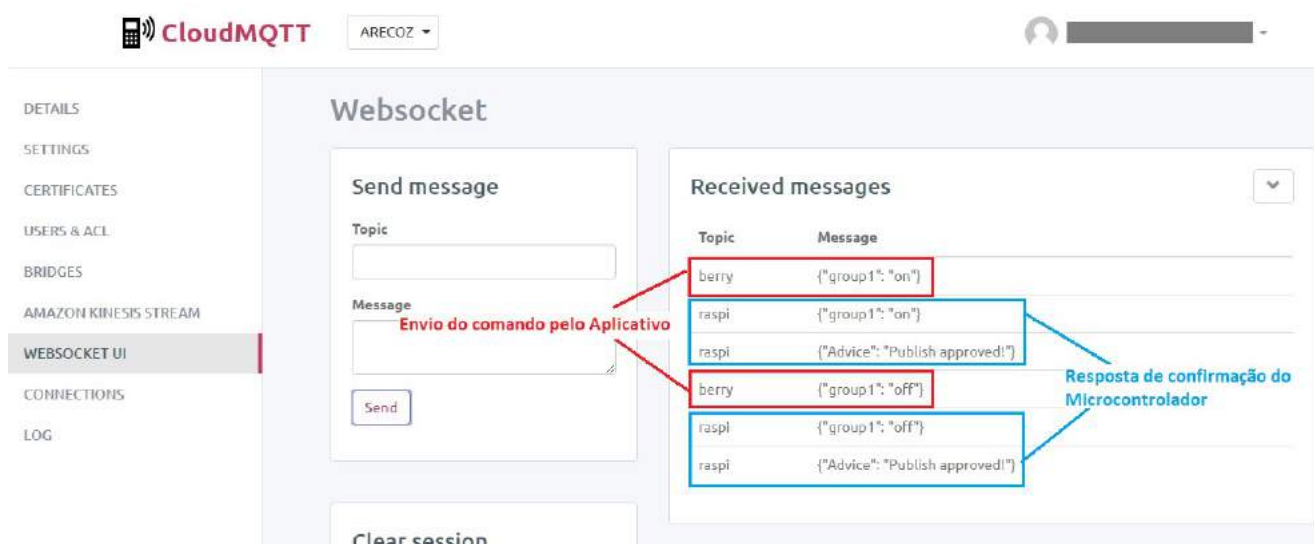 CloudMQTT
ARECOZ
DETAILS
SETTINGS
CERTIFICATES
USERS & ACL
BRIDGES
AMAZON KINESIS STREAM
WEBSOCKET UI
CONNECTIONS
LOG
Websocket
Send message
Topic
Message
Envio do comando pelo Aplicativo
Send
Clear session
Received messages
Topic Message
berry {"group1": "on"}
raspi {"group1": "on"}
raspi {"Advice": "Publish approved!"}
berry {"group1": "off"}
raspi {"group1": "off"}
raspi {"Advice": "Publish approved!"}
Resposta de confirmação do
Microcontrolador